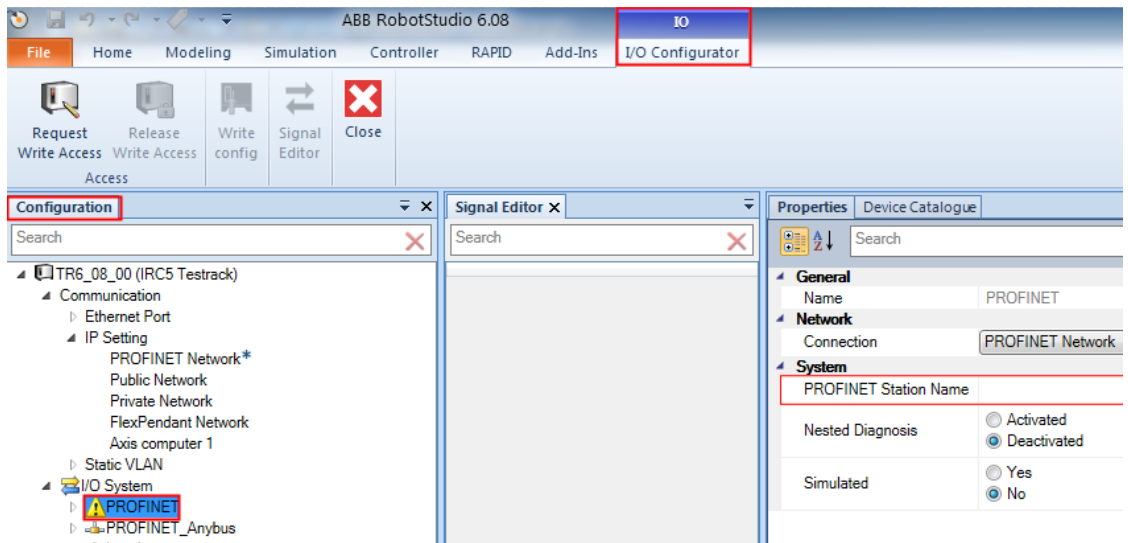 ABB RobotStudio 6.08
IO
File Home Modeling Simulation Controller RAPID Add-Ins I/O Configurator
Request Write Access
Release Write Access
Write config
Signal Editor
Close
Access
Configuration
Search
TR6_08_00 (IRC5 Testrack)
Communication
Ethernet Port
IP Setting
PROFINET Network*
Public Network
Private Network
FlexPendant Network
Axis computer 1
Static VLAN
I/O System
PROFINET
PROFINET_Anybus
Signal Editor
Search
Properties Device Catalogue
A
Z
Search
General
Name PROFINET
Network
Connection PROFINET Network
System
PROFINET Station Name
Nested Diagnosis
Activated
Deactivated
Simulated
Yes
No